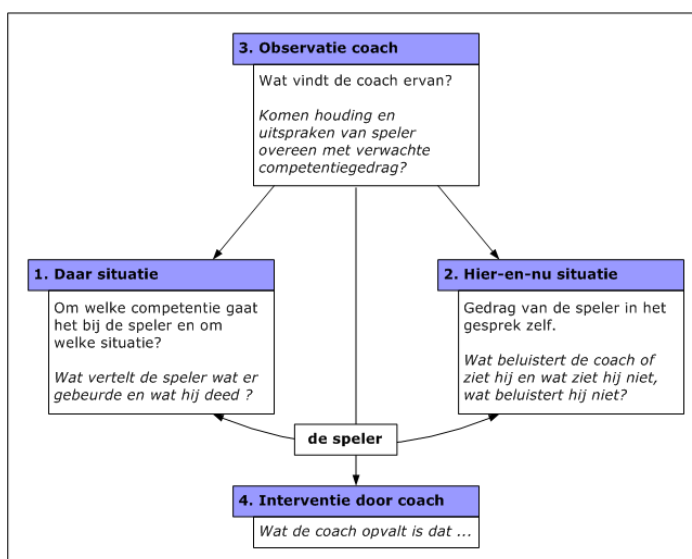 3. Observatie coach
Wat vindt de coach ervan?
Komen houding en
uitspraken van speler
overeen met verwachte
competentiegedrag?
1. Daar situatie
Om welke competentie gaat
het bij de speler en om
welke situatie?
Wat vertelt de speler wat er
gebeurde en wat hij deed ?
2. Hier-en-nu situatie
Gedrag van de speler in het
gesprek zelf.
Wat beluistert de coach of
ziet hij en wat ziet hij niet,
wat beluistert hij niet?
de speler
4. Interventie door coach
Wat de coach opvalt is dat ...